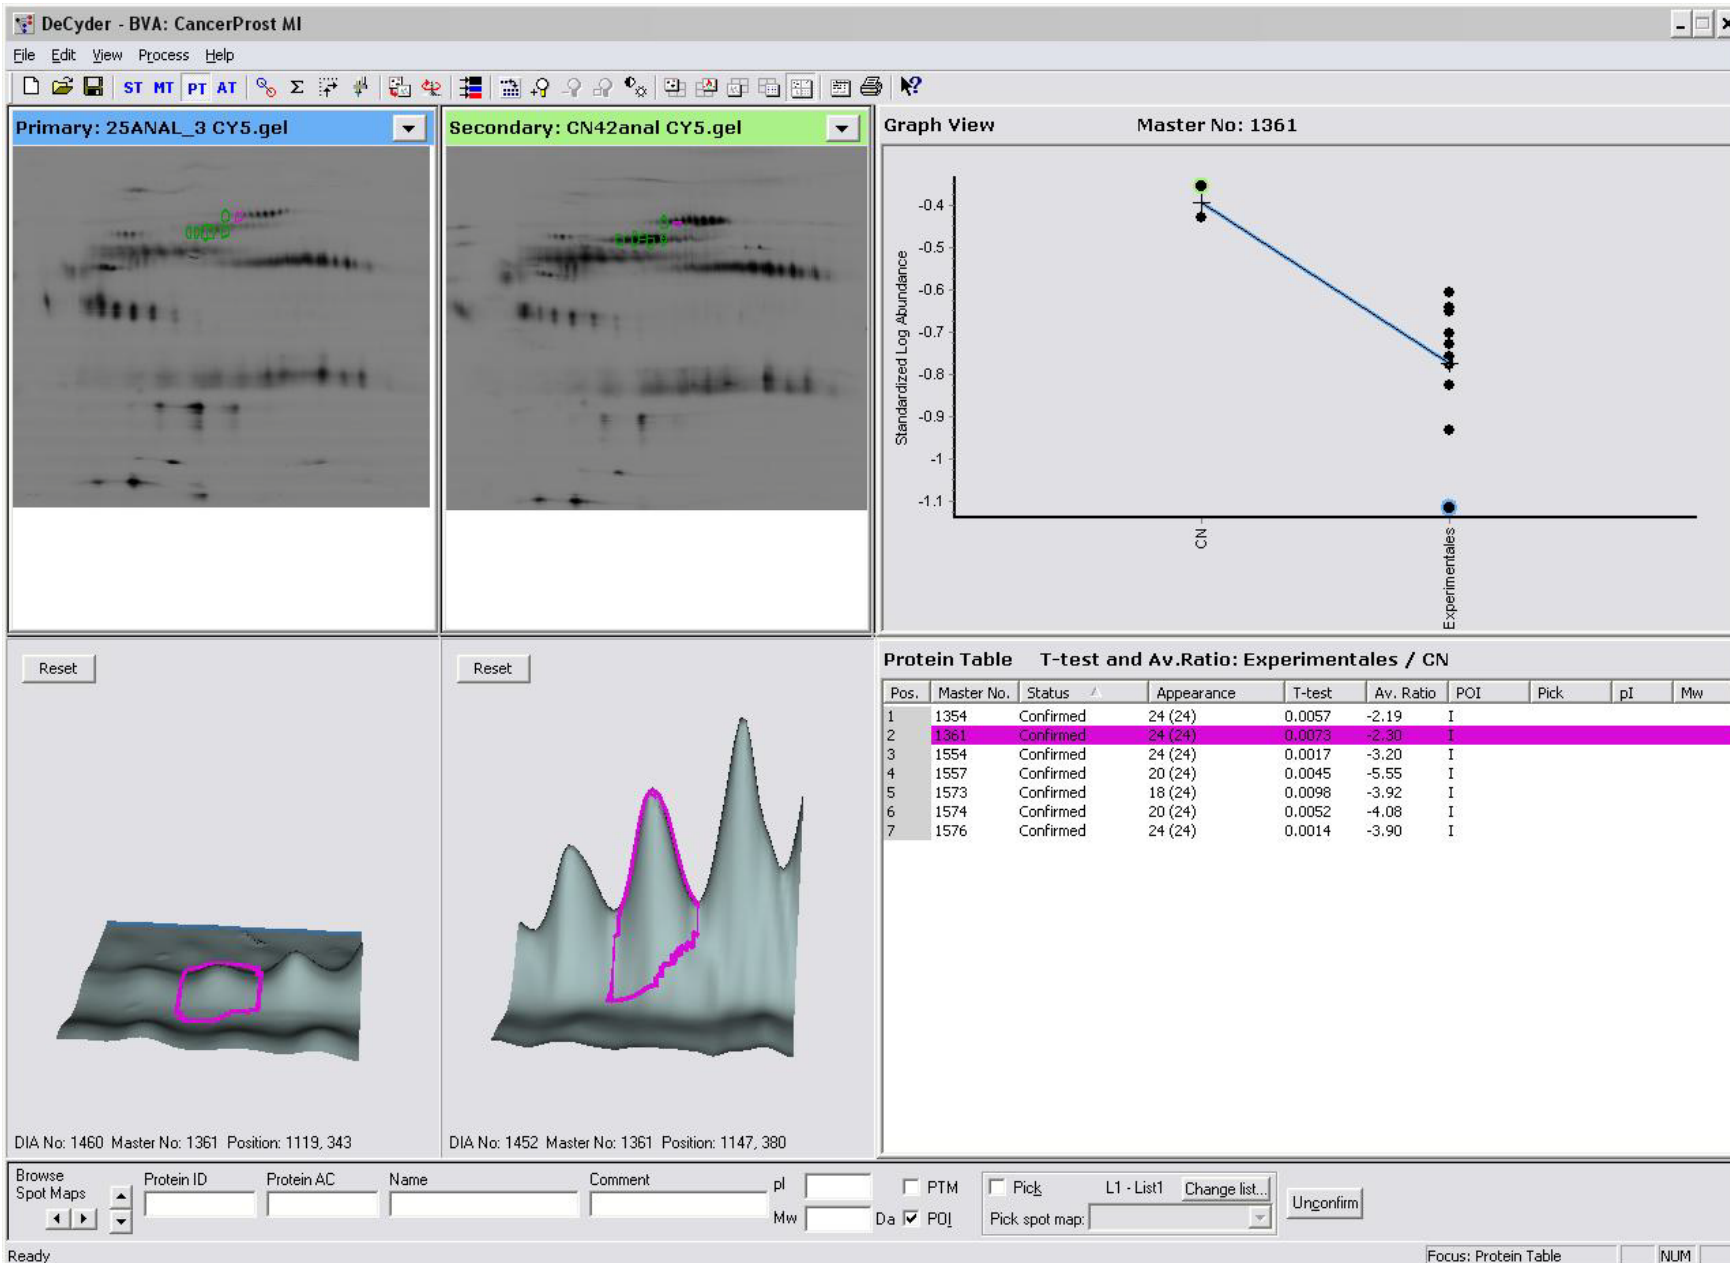 DeCyder - BVA: CancerProst MI
File Edit View Process Help
ST MT PT AT Σ
Primary: 25ANAL_3 CY5.gel
Secondary: CN42anal CY5.gel
Graph View Master No: 1361
Standardized Log Abundance
-0.4
-0.5
-0.6
-0.7
-0.8
-0.9
-1
-1.1
CN
Experimentales
Reset
Reset
DIA No: 1460 Master No: 1361 Position: 1119, 343
DIA No: 1452 Master No: 1361 Position: 1147, 380
Protein Table T-test and Av.Ratio: Experimentales / CN
Pos. Master No. Status Appearance T-test Av. Ratio POI Pick pI Mw
1 1354 Confirmed 24 (24) 0.0057 -2.19 I
2 1361 Confirmed 24 (24) 0.0073 -2.30 I
3 1554 Confirmed 24 (24) 0.0017 -3.20 I
4 1557 Confirmed 20 (24) 0.0045 -5.55 I
5 1573 Confirmed 18 (24) 0.0098 -3.92 I
6 1574 Confirmed 20 (24) 0.0052 -4.08 I
7 1576 Confirmed 24 (24) 0.0014 -3.90 I
Browse
Spot Maps
Protein ID Protein AC Name Comment pI
Mw Da
PTM
POI
Pick L1 - List1 Change list...
Pick spot map:
Unconfirm
Ready Focus: Protein Table NUM